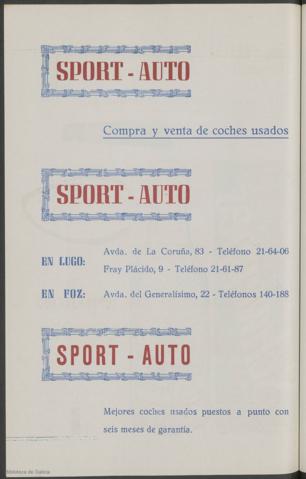 SPORT - AUTO
Compra y venta de coches usados
SPORT - AUTO
EN LUGO:
Avda. de La Coruña, 83 - Teléfono 21-64-06
Fray Plácido, 9 - Teléfono 21-61-87
EN FOZ: Avda. del Generalísimo, 22 - Teléfonos 140-188
SPORT - AUTO
Mejores coches usados puestos a punto con
seis meses de garantía.
Biblioteca de Galicia